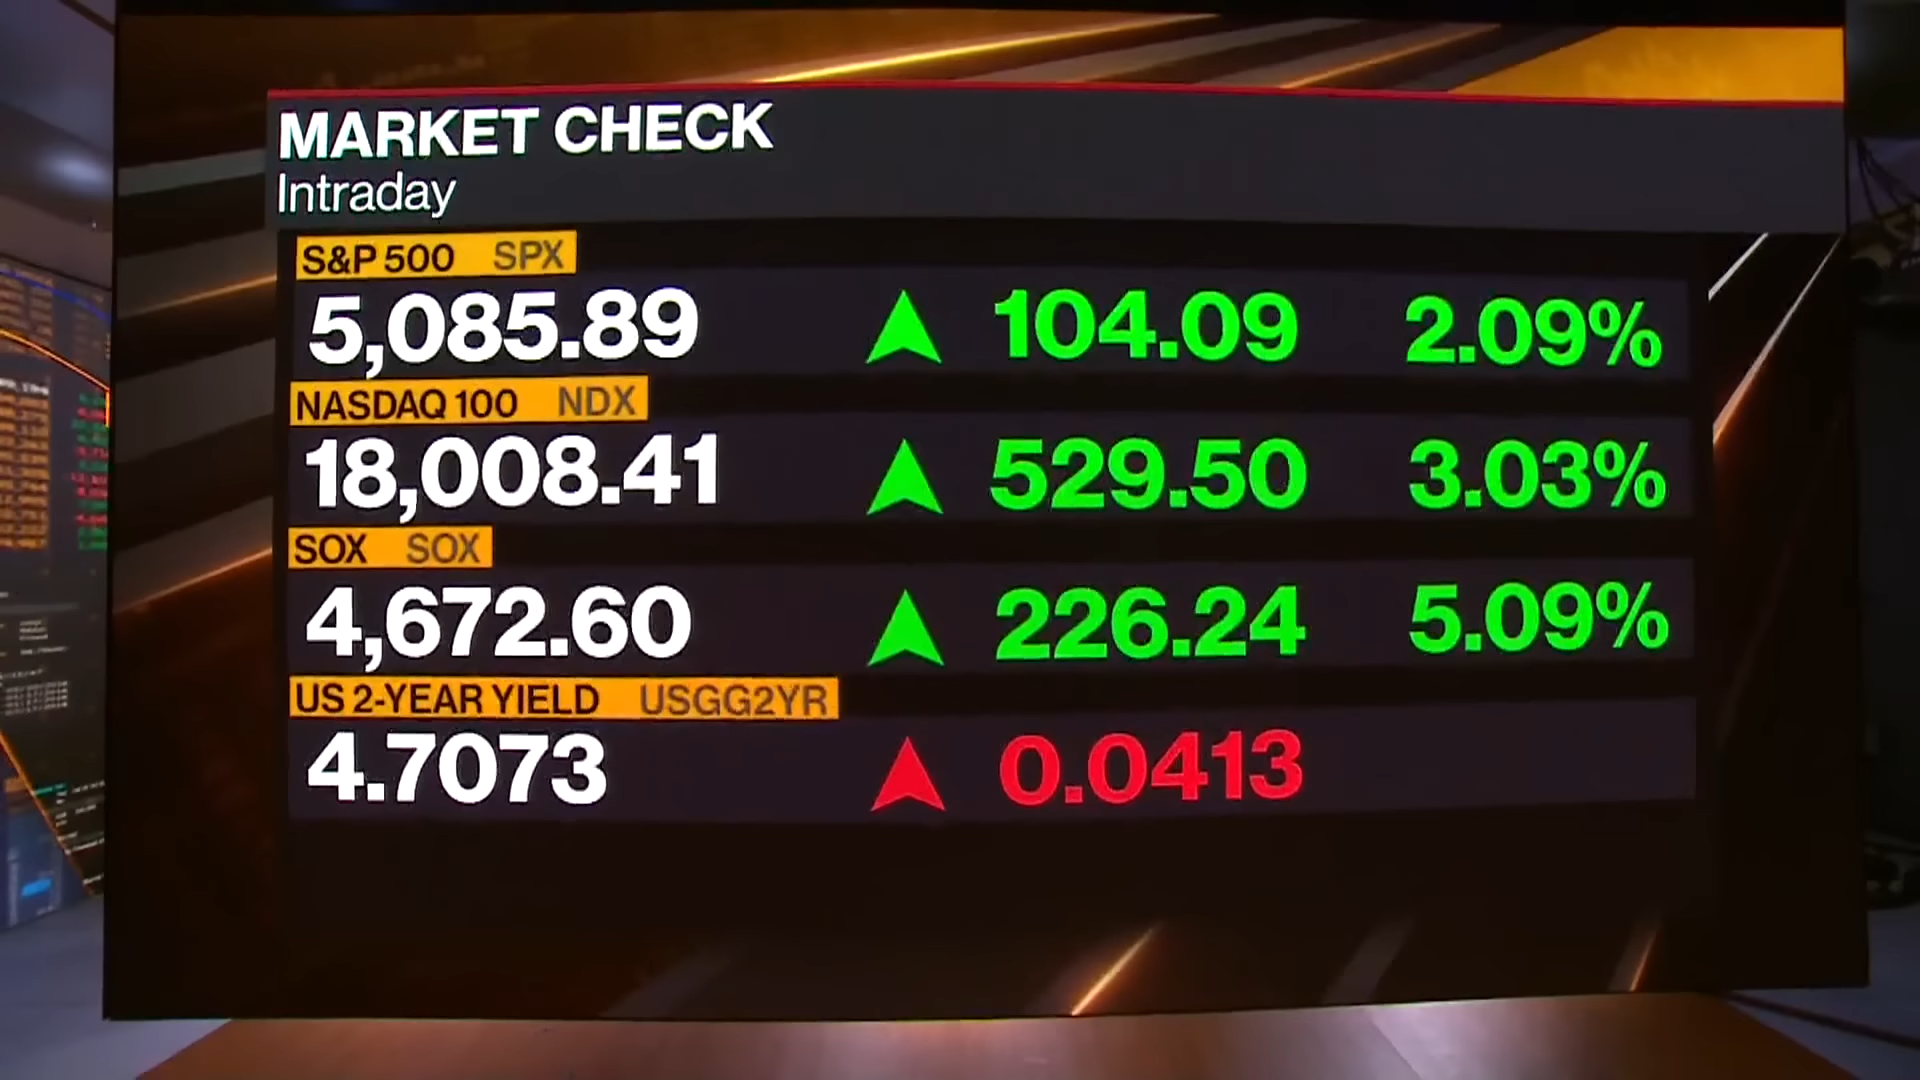 MARKET CHECK
Intraday
S&P 500 SPX
5,085.89 ▲ 104.09 2.09%
NASDAQ 100 NDX
18,008.41 ▲ 529.50 3.03%
SOX SOX
4,672.60 ▲ 226.24 5.09%
US 2-YEAR YIELD USGG2YR
4.7073 ▲ 0.0413